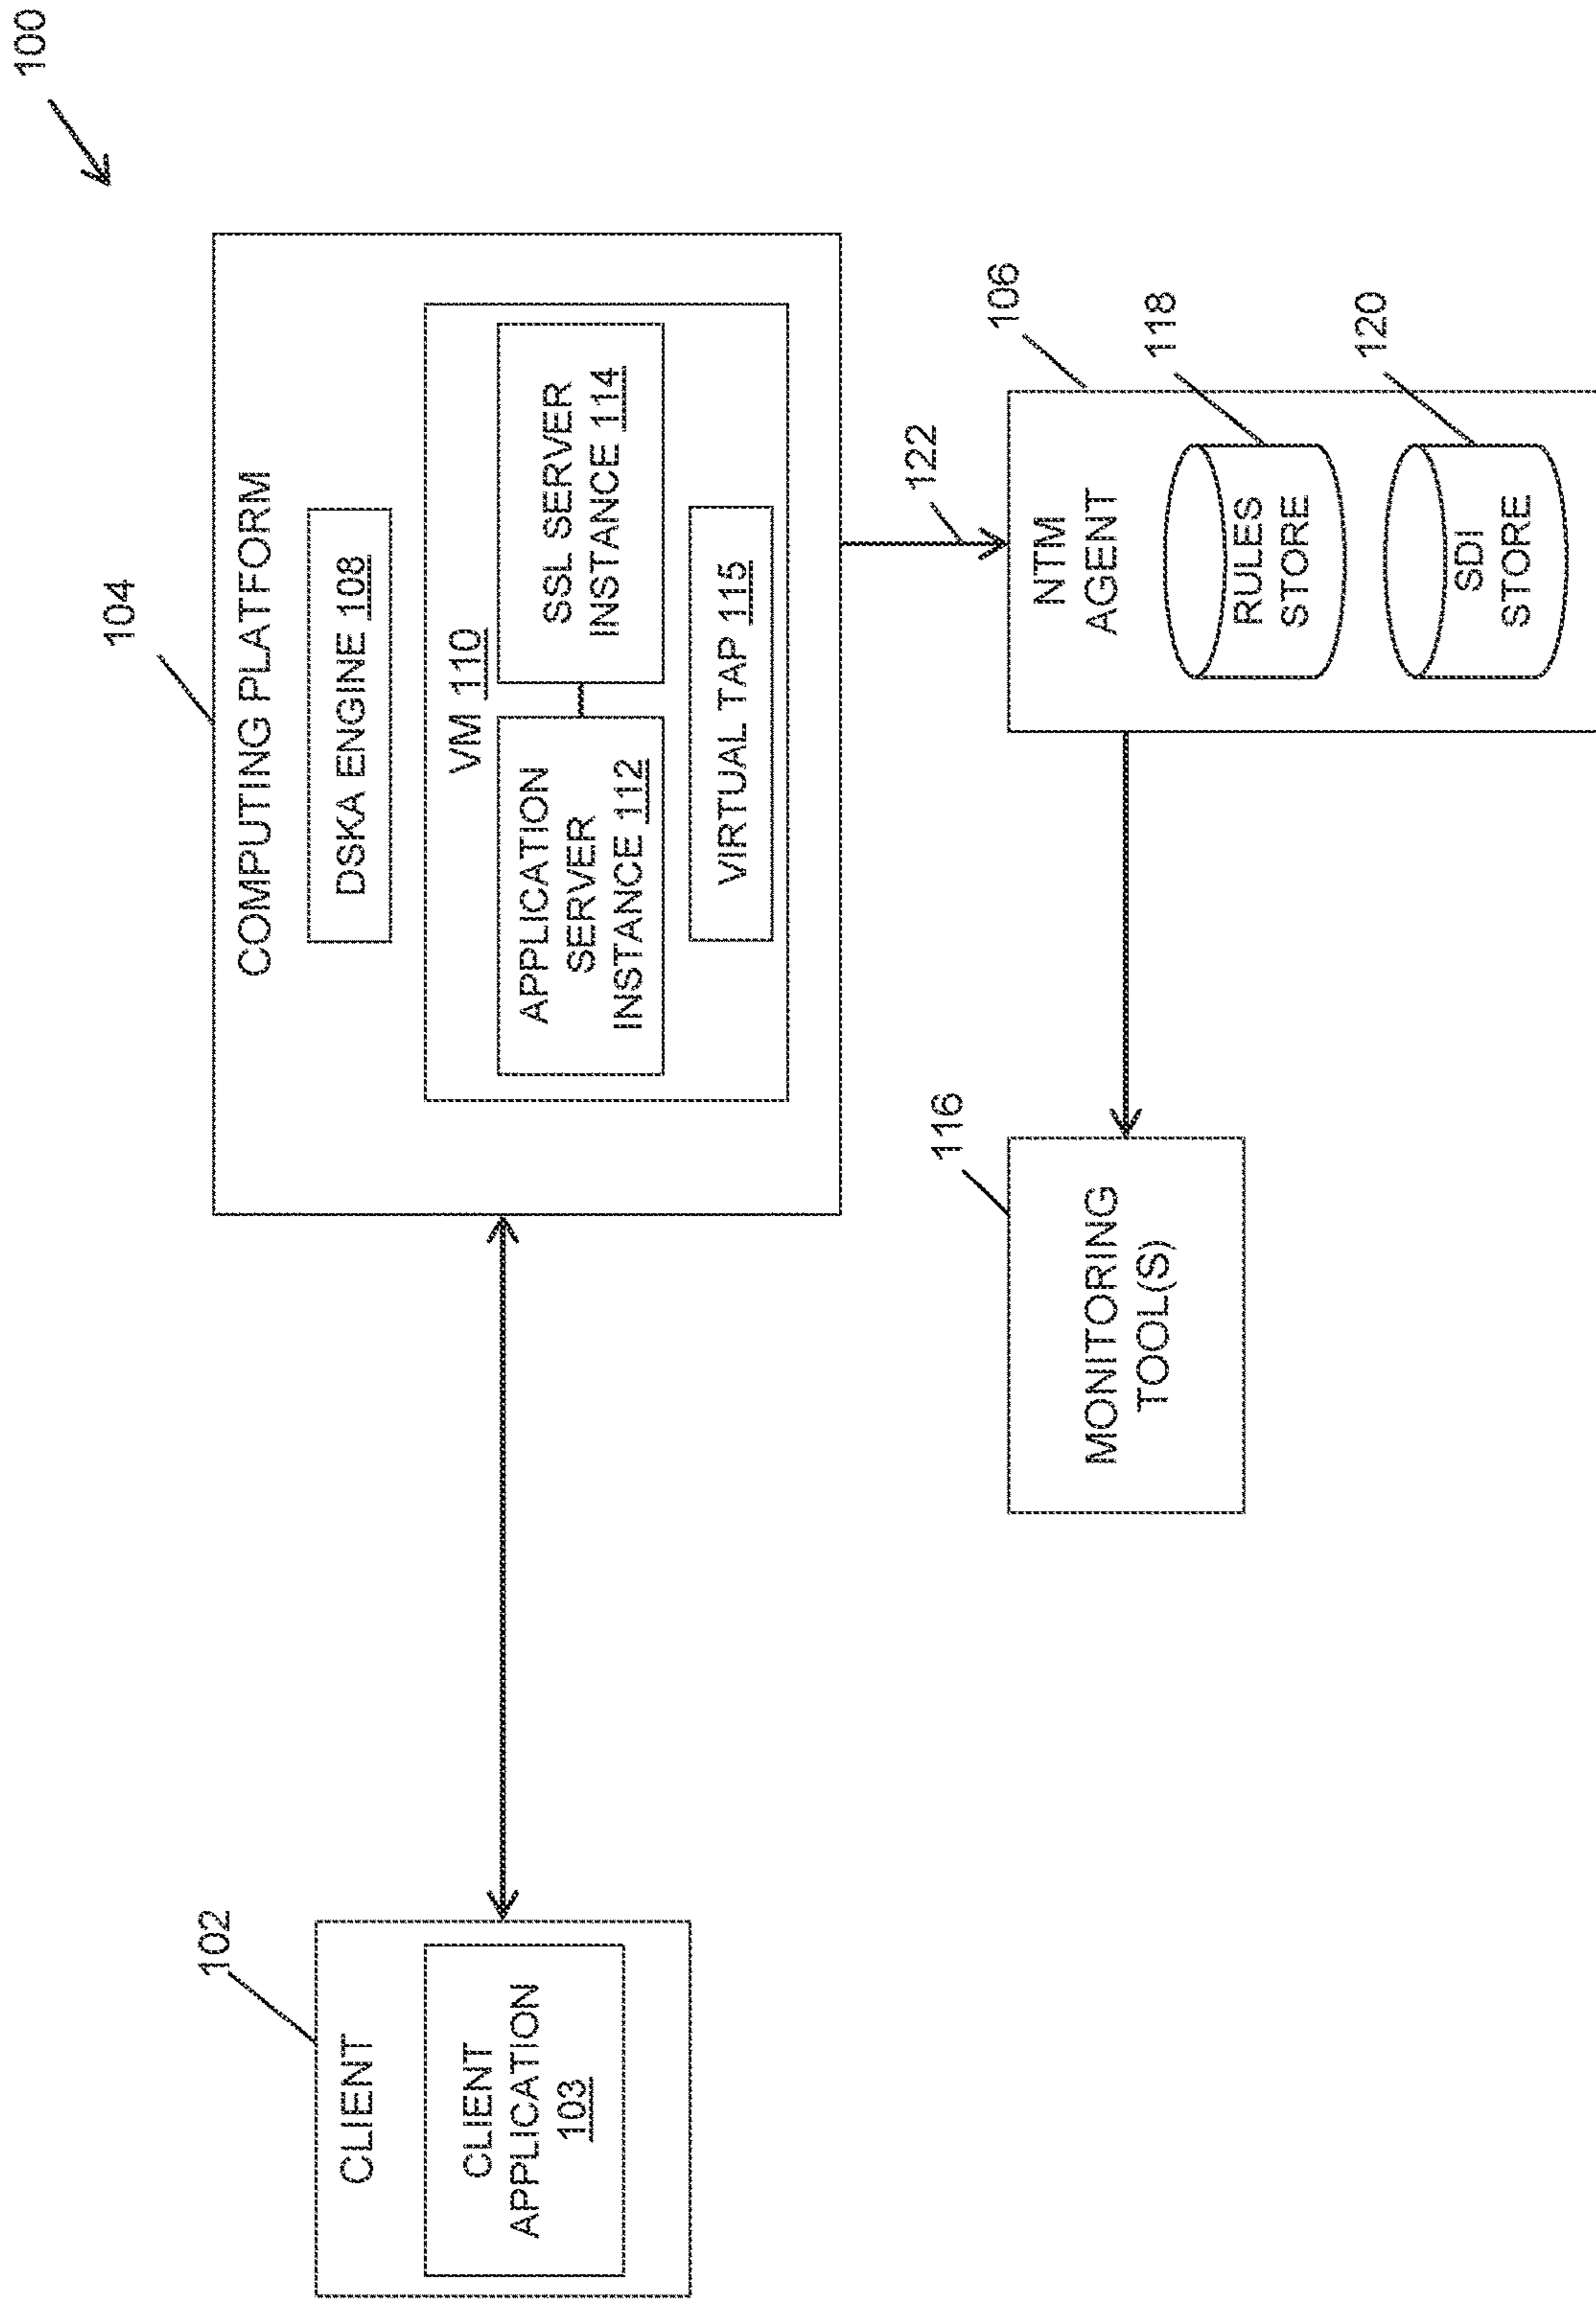 100
104
COMPUTING PLATFORM
DSKA ENGINE 108
VM 110
APPLICATION
SERVER
INSTANCE 112
SSL SERVER
INSTANCE 114
VIRTUAL TAP 115
102
CLIENT
CLIENT
APPLICATION
103
122
106
NTM
AGENT
118
RULES
STORE
120
SDI
STORE
116
MONITORING
TOOL(S)